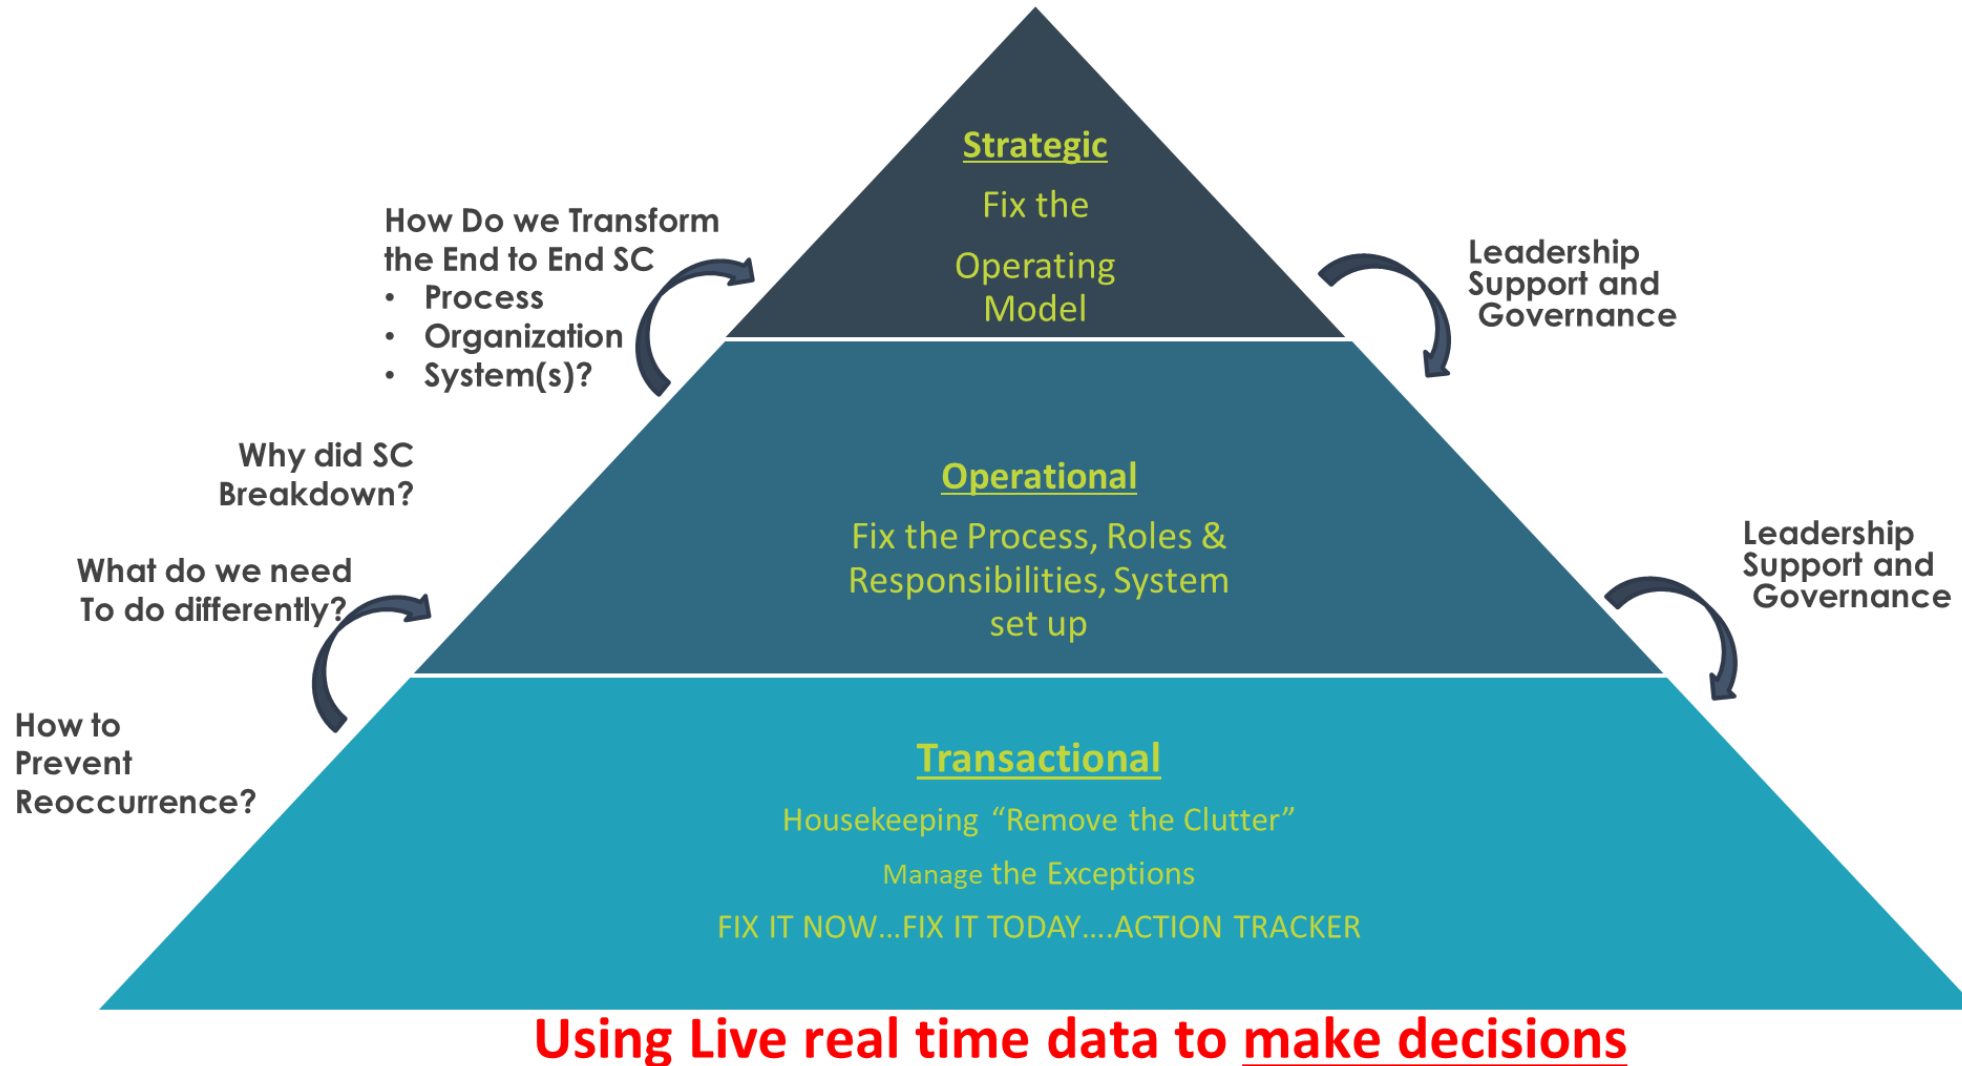 Strategic
Fix the
Operating
Model
How Do we Transform
the End to End SC
• Process
• Organization
• System(s)?
Leadership
Support and
Governance
Why did SC
Breakdown?
Operational
Fix the Process, Roles &
Responsibilities, System
set up
What do we need
To do differently?
Leadership
Support and
Governance
How to
Prevent
Reoccurrence?
Transactional
Housekeeping “Remove the Clutter”
Manage the Exceptions
FIX IT NOW...FIX IT TODAY....ACTION TRACKER
Using Live real time data to make decisions